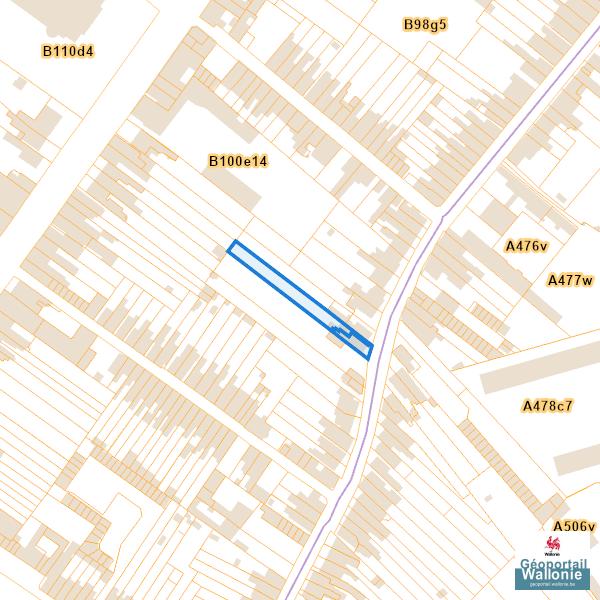 B98g5
B110d4
B100e14
A476v
A477w
A478c7
A506v
Wallonie
Géoportail
Wallonie
geoportail.wallonie.be